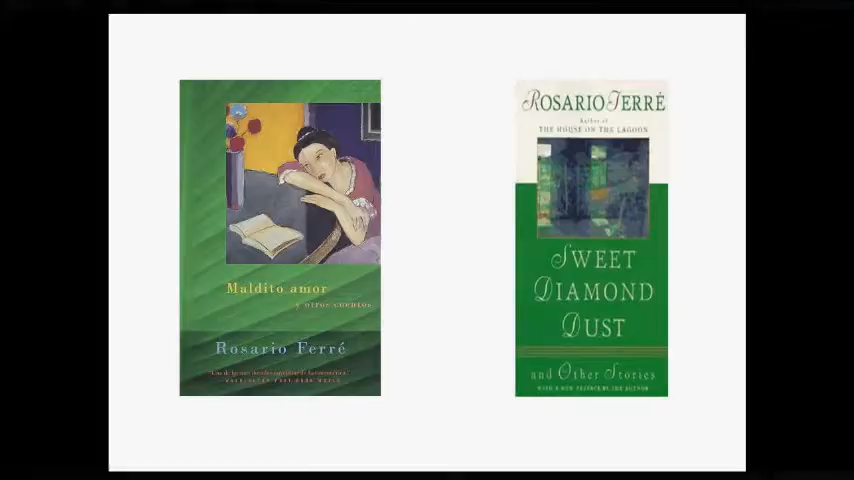 Maldito amor
y otros cuentos
Rosario Ferré
ROSARIO FERRÉ
Author of
THE HOUSE ON THE LAGOON
SWEET
DIAMOND
DUST
and Other Stories
WITH A NEW PREFACE BY THE AUTHOR